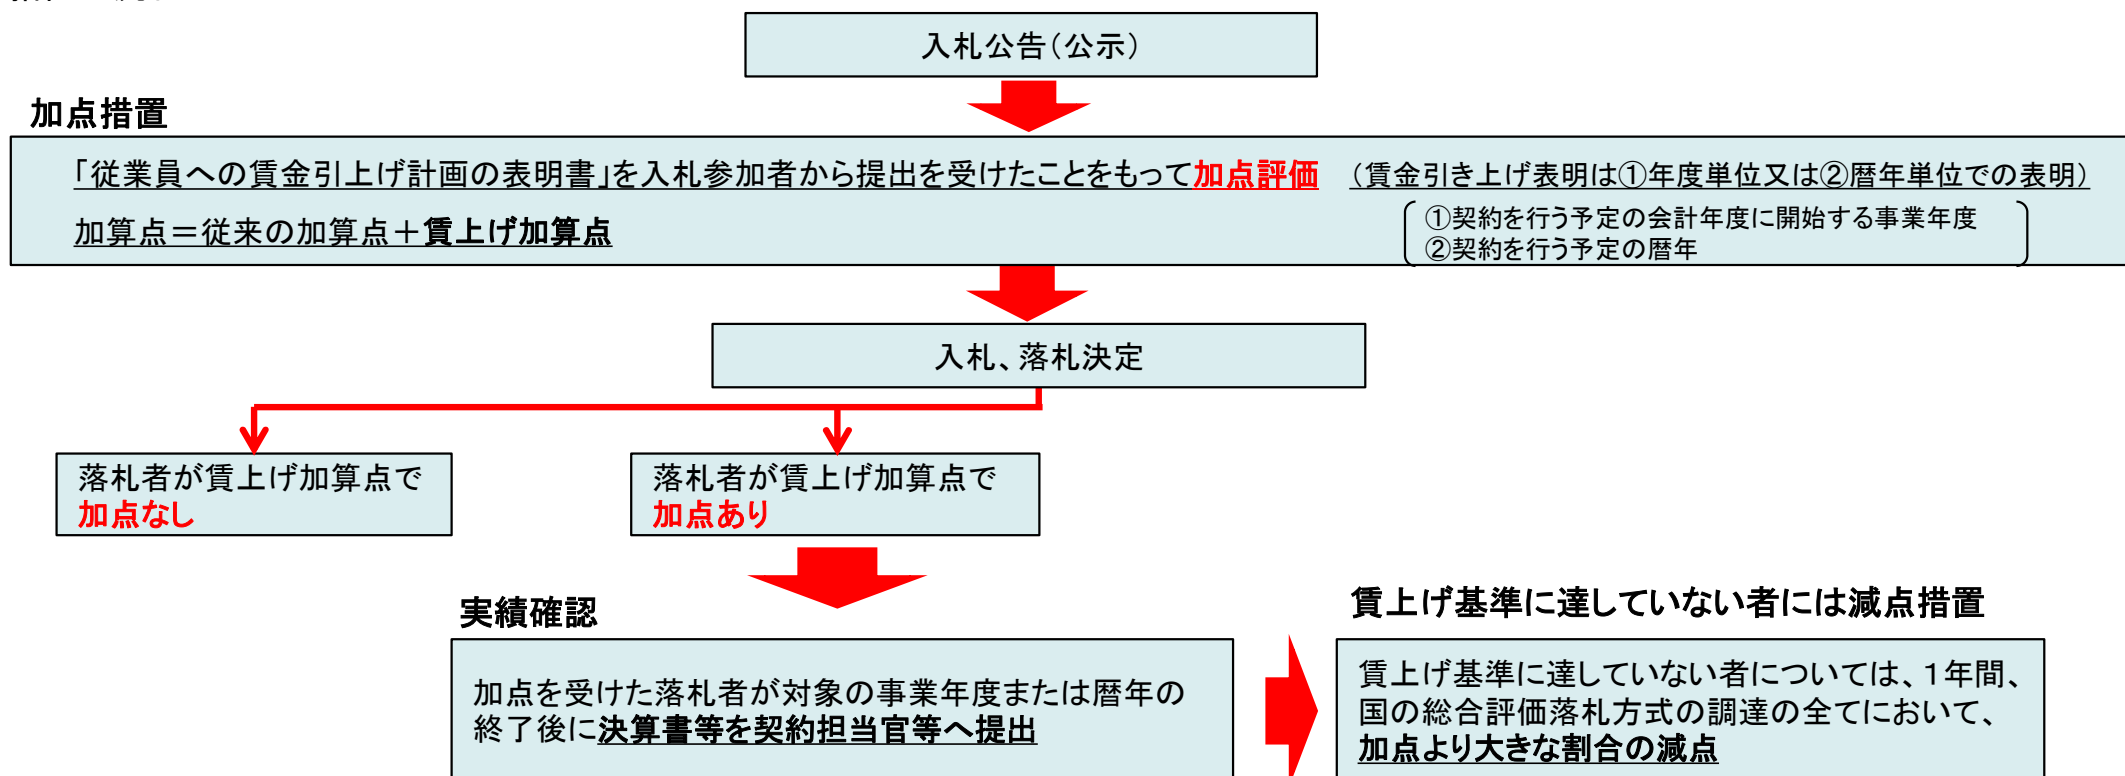 入札公告（公示）
加点措置
「従業員への賃金引上げ計画の表明書」を入札参加者から提出を受けたことをもって加点評価　（賃金引き上げ表明は①年度単位又は②暦年単位での表明）
加算点＝従来の加算点＋賃上げ加算点
①契約を行う予定の会計年度に開始する事業年度
②契約を行う予定の暦年
入札、落札決定
落札者が賃上げ加算点で
加点なし
落札者が賃上げ加算点で
加点あり
実績確認
加点を受けた落札者が対象の事業年度または暦年の
終了後に決算書等を契約担当官等へ提出
賃上げ基準に達していない者には減点措置
賃上げ基準に達していない者については、１年間、
国の総合評価落札方式の調達の全てにおいて、
加点より大きな割合の減点